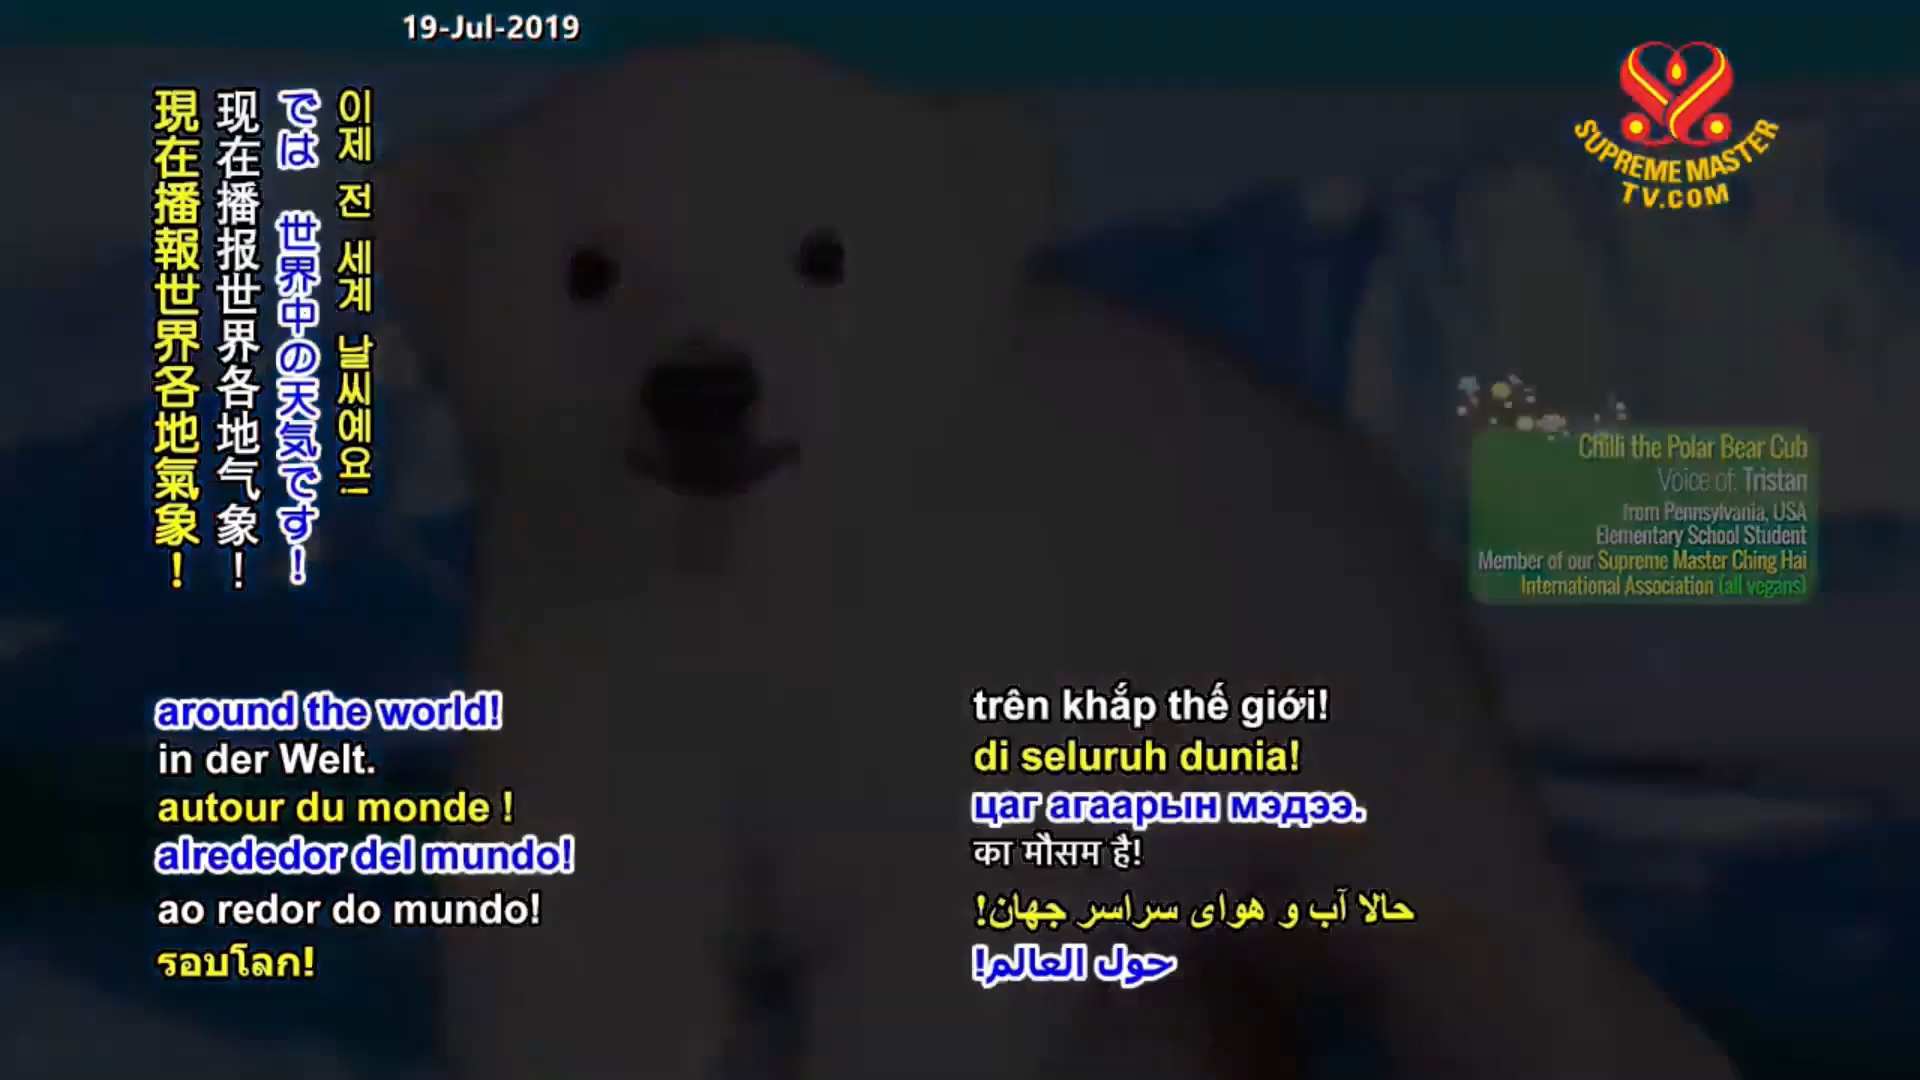 19-Jul-2019
SUPREME MASTER
TV.COM
現在播報世界各地氣象！
现在播报世界各地气象！
では 世界中の天気です！
이제 전 세계 날씨예요!
Chilli the Polar Bear Cub
Voice of: Tristan
from Pennsylvania, USA
Elementary School Student
Member of our Supreme Master Ching Hai
International Association (all vegans)
around the world!
in der Welt.
autour du monde !
alrededor del mundo!
ao redor do mundo!
รอบโลก!
trên khắp thế giới!
di seluruh dunia!
цаг агаарын мэдээ.
का मौसम है!
حالا آب و هوای سراسر جهان!
حول العالم!